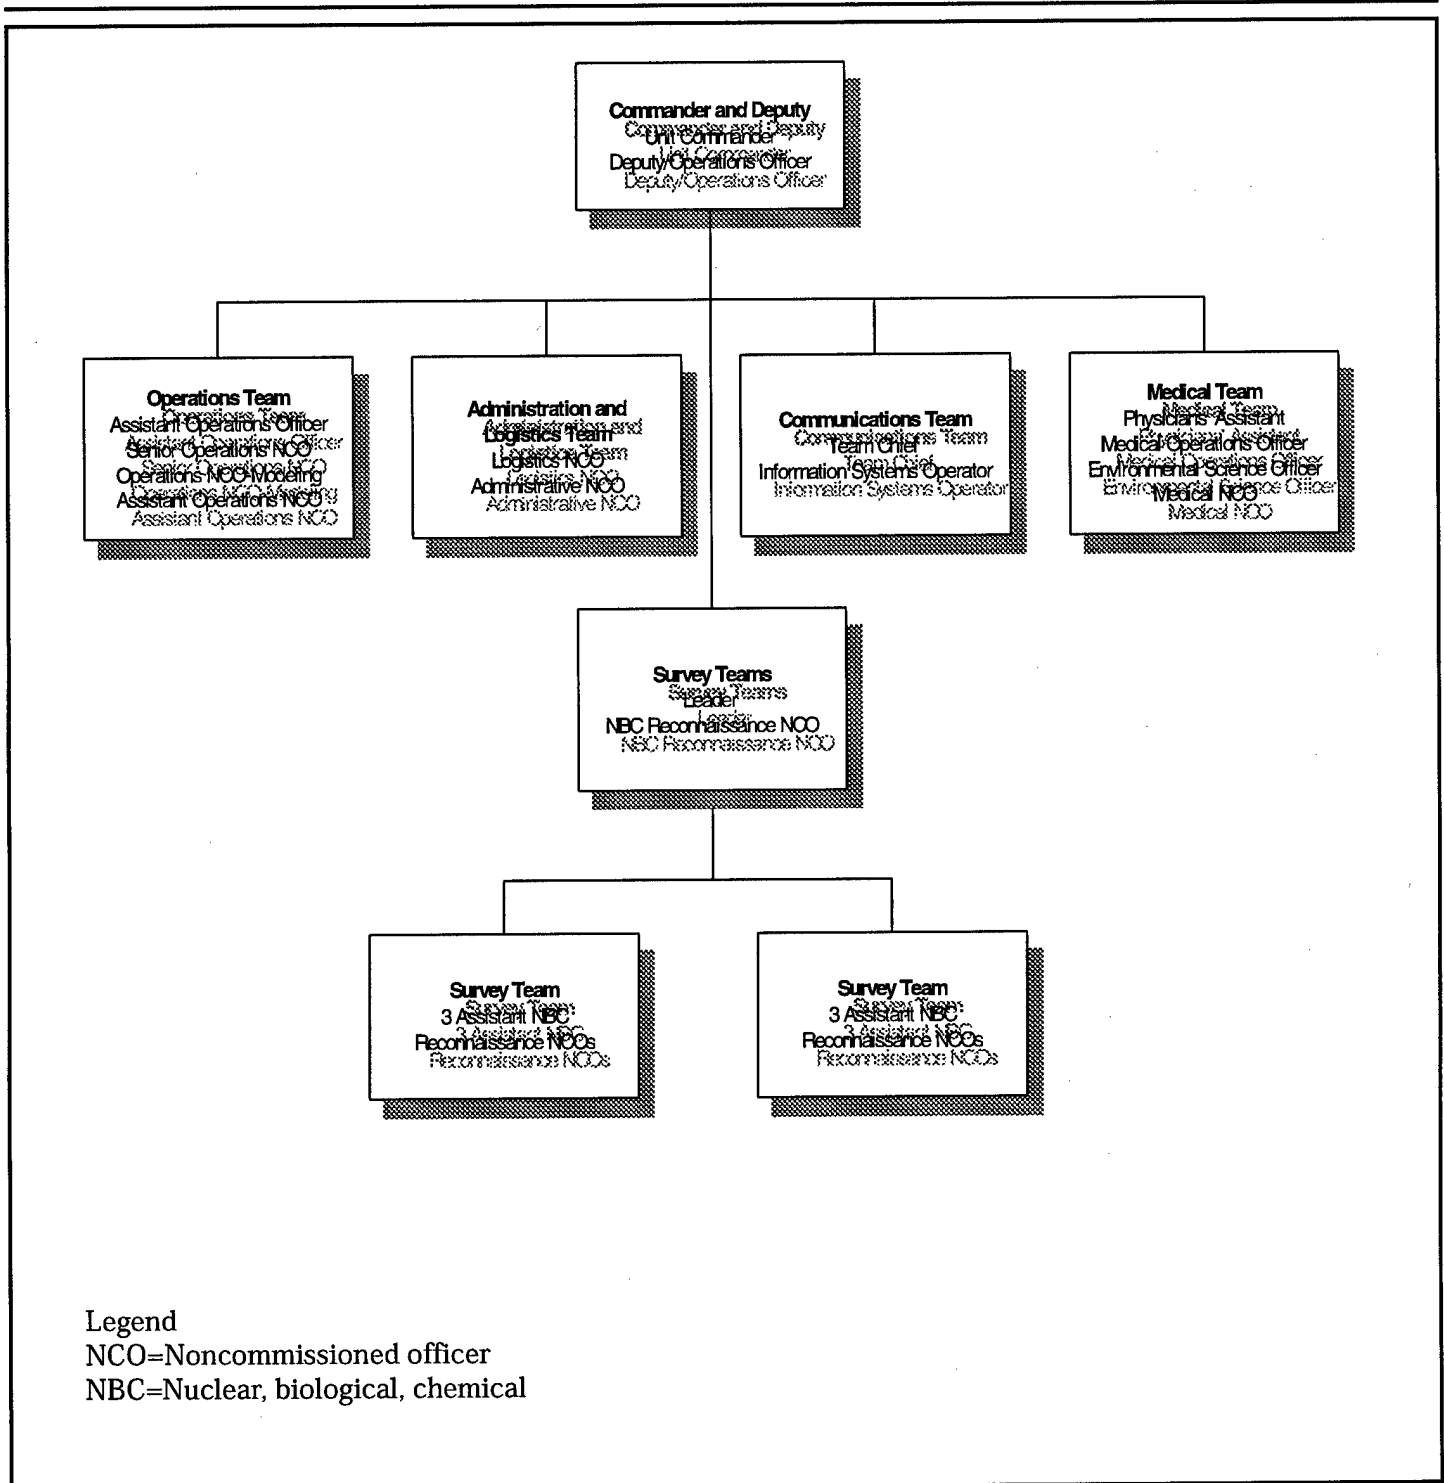 Commander and Deputy
Unit Commander
Deputy/Operations Officer
Operations Team
Assistant Operations Officer
Senior Operations NCO
Operations NCO-Modeling
Assistant Operations NCO
Administration and
Logistics Team
Logistics NCO
Administrative NCO
Communications Team
Team Chief
Information Systems Operator
Medical Team
Physicians' Assistant
Medical Operations Officer
Environmental Science Officer
Medical NCO
Survey Teams
Leader
NBC Reconnaissance NCO
Survey Team
3 Assistant NBC
Reconnaissance NCOs
Survey Team
3 Assistant NBC
Reconnaissance NCOs
Legend
NCO=Noncommissioned officer
NBC=Nuclear, biological, chemical